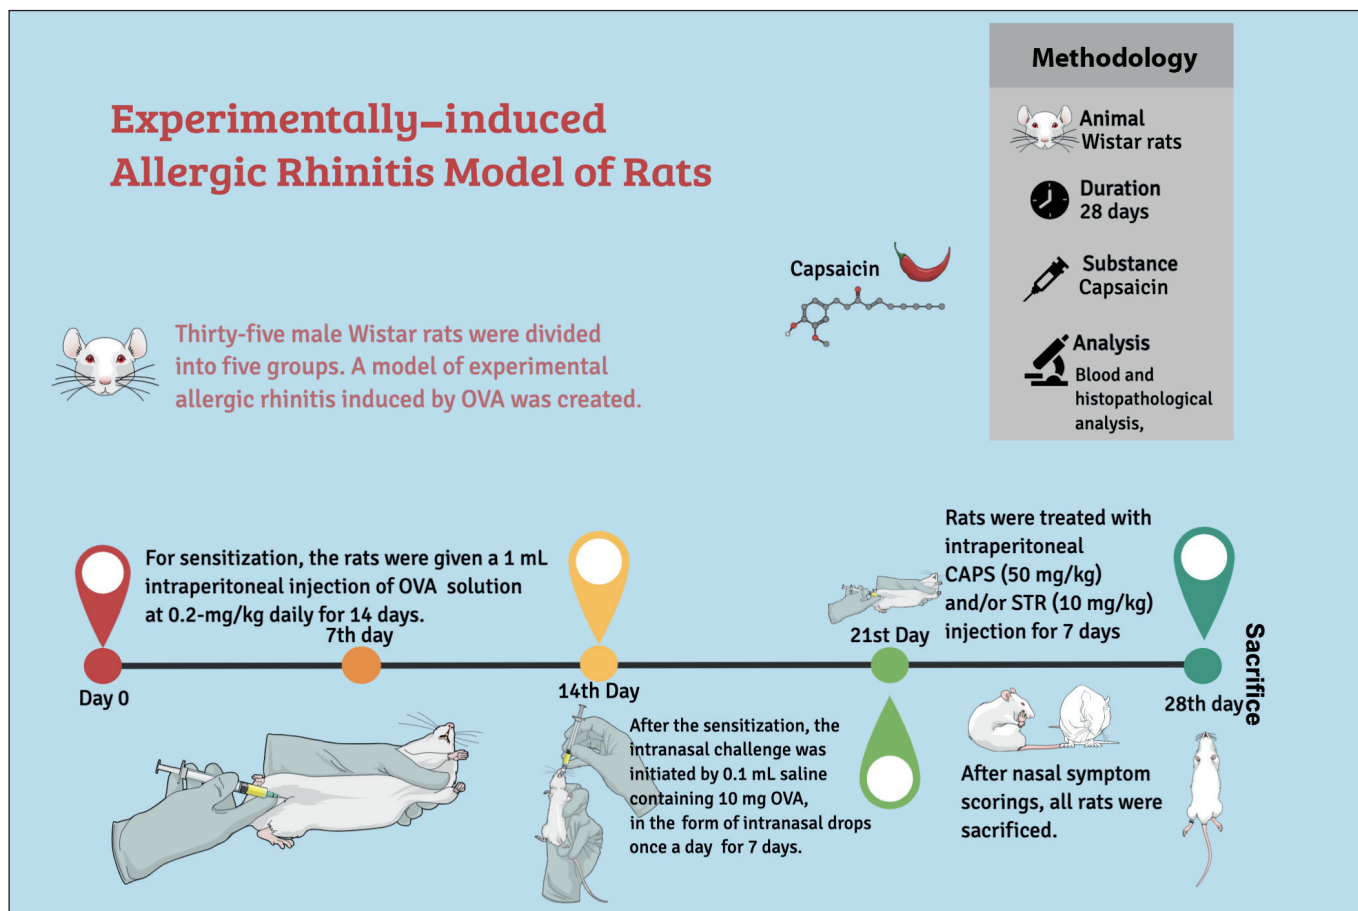 Experimentally–induced
Allergic Rhinitis Model of Rats
Methodology
Animal
Wistar rats
Duration
28 days
Substance
Capsaicin
Analysis
Blood and
histopathological
analysis,
Capsaicin
Thirty-five male Wistar rats were divided
into five groups. A model of experimental
allergic rhinitis induced by OVA was created.
For sensitization, the rats were given a 1 mL
intraperitoneal injection of OVA solution
at 0.2-mg/kg daily for 14 days.
Day 0
7th day
14th Day
After the sensitization, the
intranasal challenge was
initiated by 0.1 mL saline
containing 10 mg OVA,
in the form of intranasal drops
once a day for 7 days.
21st Day
Rats were treated with
intraperitoneal
CAPS (50 mg/kg)
and/or STR (10 mg/kg)
injection for 7 days
28th day
Sacrifice
After nasal symptom
scorings, all rats were
sacrificed.